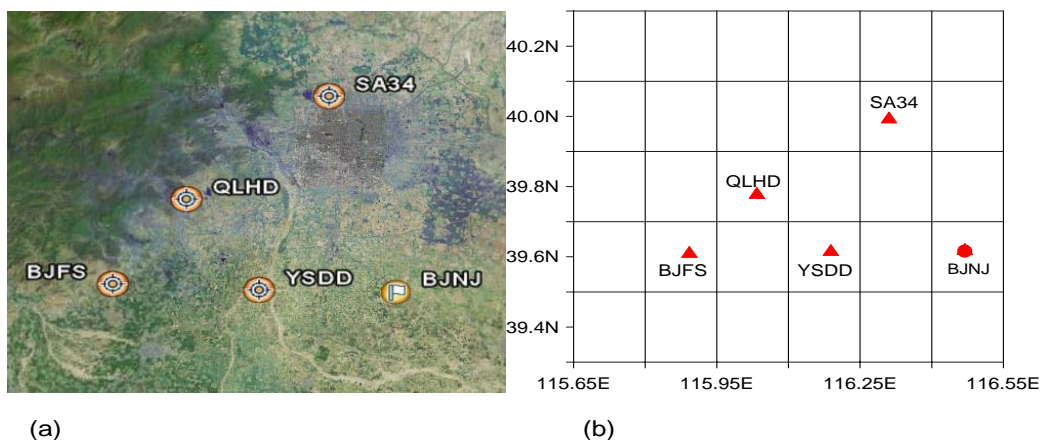 SA34
QLHD
BJFS
YSDD
BJNJ
(a)
40.2N
40.0N
39.8N
39.6N
39.4N
SA34
QLHD
BJFS
YSDD
BJNJ
115.65E 115.95E 116.25E 116.55E
(b)